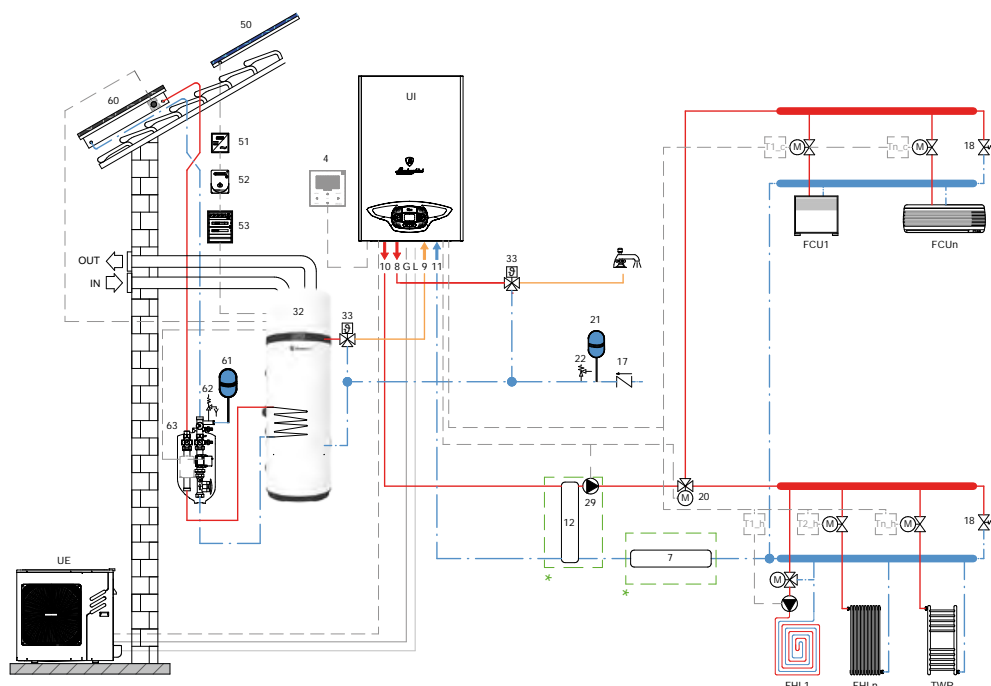 50
60
51
52
53
4
UI
OUT
IN
10 8 G L 9 11
33
32
33
21
22
17
61
62
63
T1_c
M
Tn_c
M
18
FCU1
FCUn
12
29
7
*
*
20
M
T1_h
T2_h
M
Tn_h
M
18
M
UE